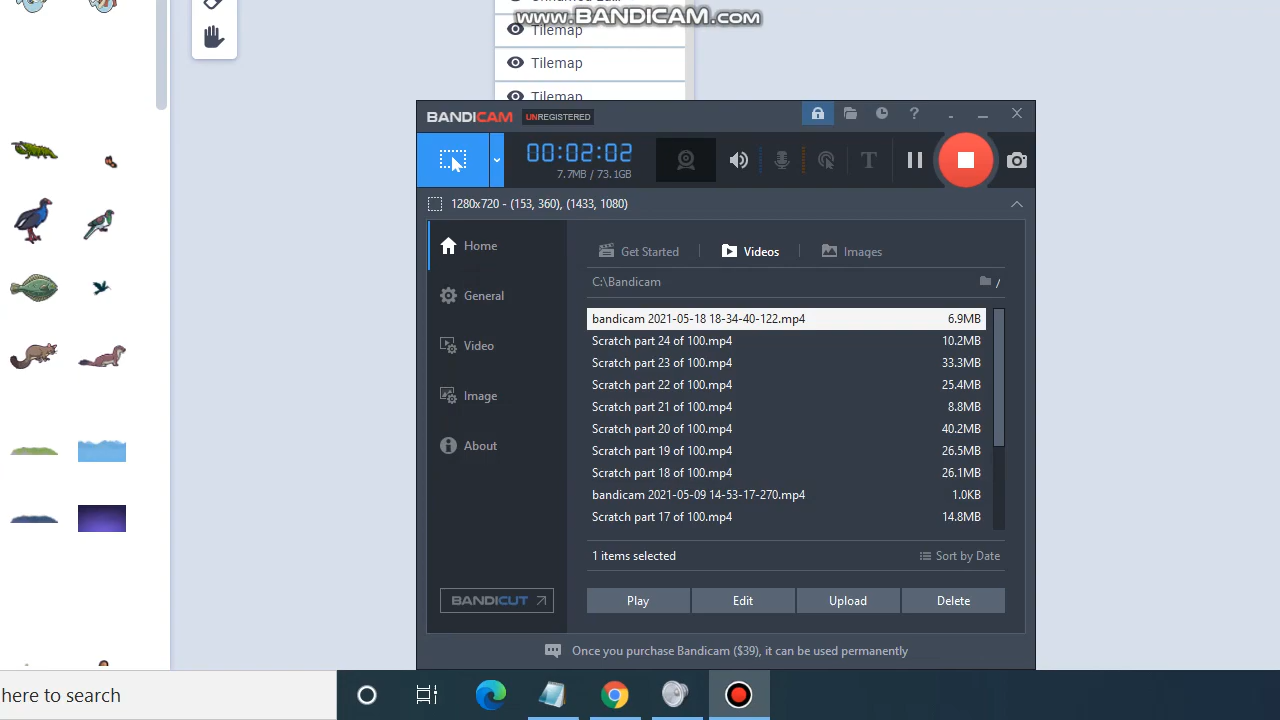 www.BANDICAM.com
Tilemap
Tilemap
Tilemap
BANDICAM UNREGISTERED
?
00:02:02
7.7MB / 73.1GB
T
1280x720 - (153, 360), (1433, 1080)
Home
General
Video
Image
About
BANDICUT
Get Started
Videos
Images
C:\Bandicam
/
bandicam 2021-05-18 18-34-40-122.mp4 6.9MB
Scratch part 24 of 100.mp4 10.2MB
Scratch part 23 of 100.mp4 33.3MB
Scratch part 22 of 100.mp4 25.4MB
Scratch part 21 of 100.mp4 8.8MB
Scratch part 20 of 100.mp4 40.2MB
Scratch part 19 of 100.mp4 26.5MB
Scratch part 18 of 100.mp4 26.1MB
bandicam 2021-05-09 14-53-17-270.mp4 1.0KB
Scratch part 17 of 100.mp4 14.8MB
1 items selected
Sort by Date
Play
Edit
Upload
Delete
Once you purchase Bandicam ($39), it can be used permanently
here to search